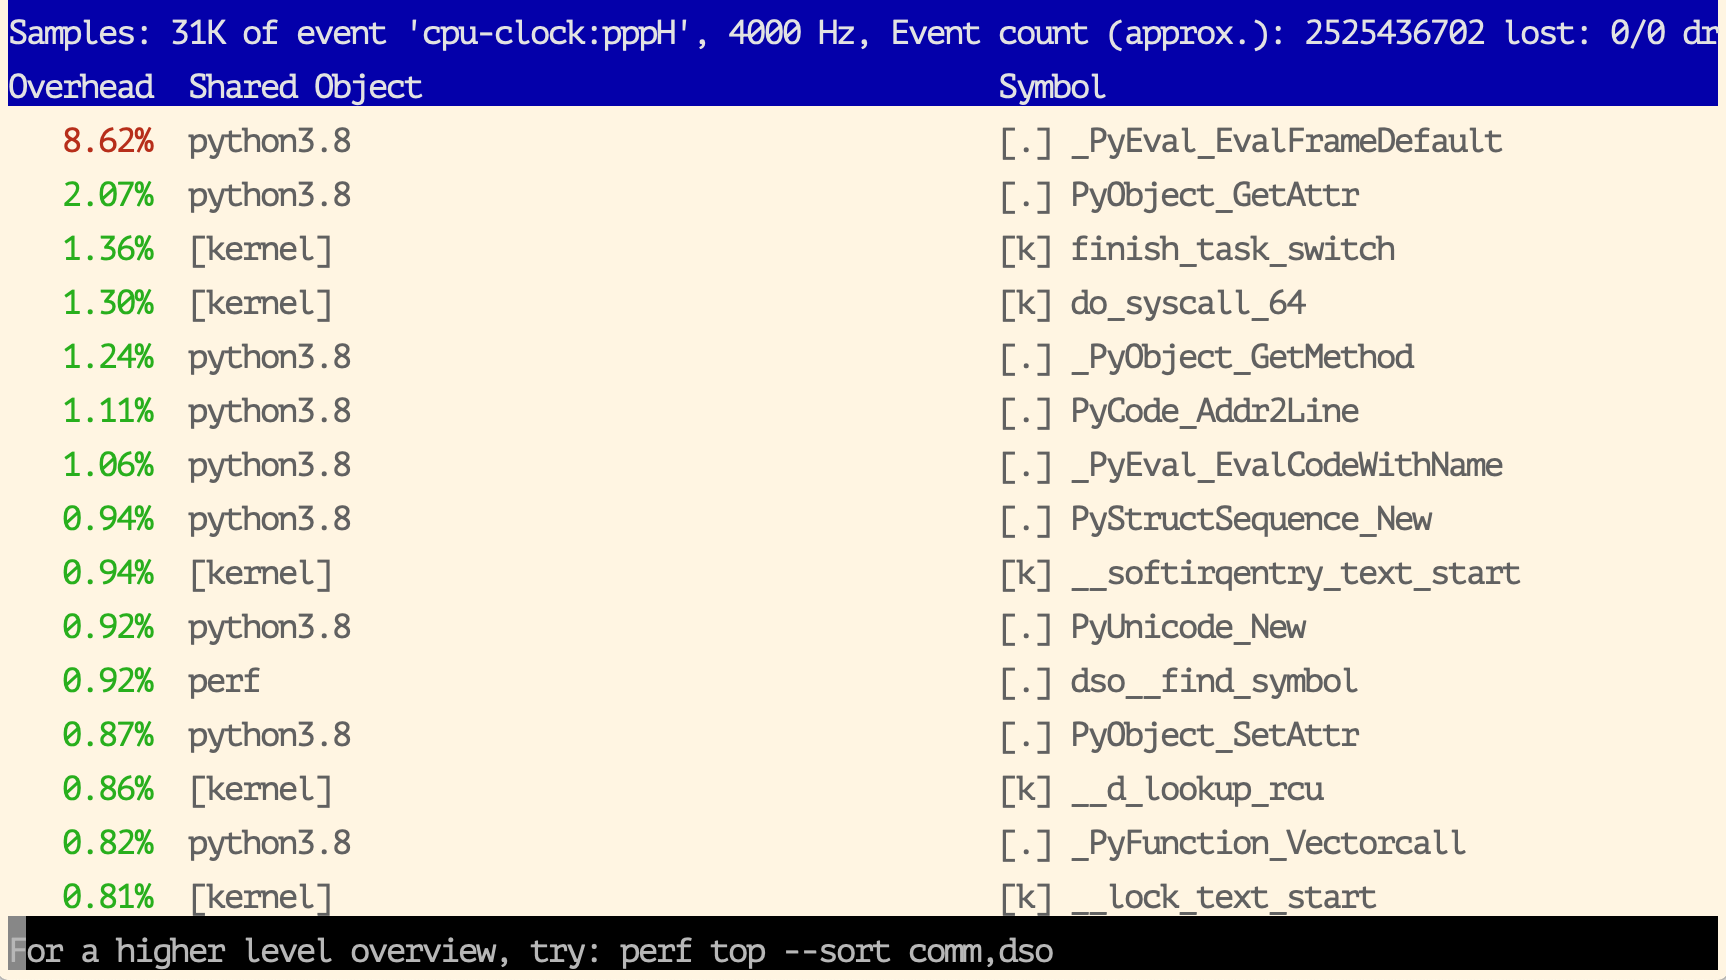 Samples: 31K of event 'cpu-clock:pppH', 4000 Hz, Event count (approx.): 2525436702 lost: 0/0 dr
Overhead  Shared Object  Symbol
8.62%  python3.8  [.] _PyEval_EvalFrameDefault
2.07%  python3.8  [.] PyObject_GetAttr
1.36%  [kernel]  [k] finish_task_switch
1.30%  [kernel]  [k] do_syscall_64
1.24%  python3.8  [.] _PyObject_GetMethod
1.11%  python3.8  [.] PyCode_Addr2Line
1.06%  python3.8  [.] _PyEval_EvalCodeWithName
0.94%  python3.8  [.] PyStructSequence_New
0.94%  [kernel]  [k] __softirqentry_text_start
0.92%  python3.8  [.] PyUnicode_New
0.92%  perf  [.] dso__find_symbol
0.87%  python3.8  [.] PyObject_SetAttr
0.86%  [kernel]  [k] __d_lookup_rcu
0.82%  python3.8  [.] _PyFunction_Vectorcall
0.81%  [kernel]  [k] __lock_text_start
For a higher level overview, try: perf top --sort comm,dso